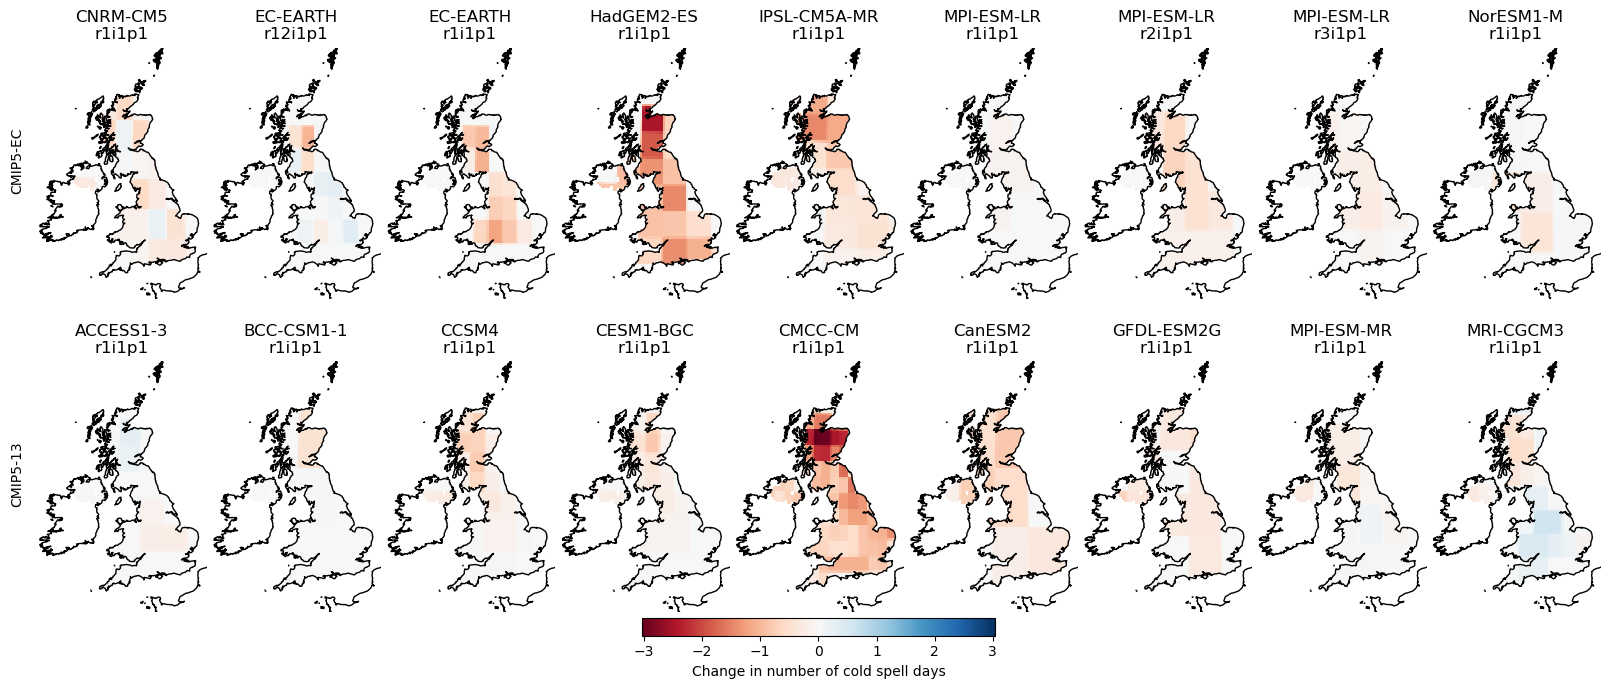 CNRM-CM5 EC-EARTH EC-EARTH HadGEM2-ES IPSL-CM5A-MR MPI-ESM-LR MPI-ESM-LR MPI-ESM-LR NorESM1-M
r1i1p1 r12i1p1 r1i1p1 r1i1p1 r1i1p1 r1i1p1 r2i1p1 r3i1p1 r1i1p1
CMIP5-EC
ACCESS1-3 BCC-CSM1-1 CCSM4 CESM1-BGC CMCC-CM CanESM2 GFDL-ESM2G MPI-ESM-MR MRI-CGCM3
r1i1p1 r1i1p1 r1i1p1 r1i1p1 r1i1p1 r1i1p1 r1i1p1 r1i1p1 r1i1p1
CMIP5-13
−3 −2 −1 0 1 2 3
Change in number of cold spell days